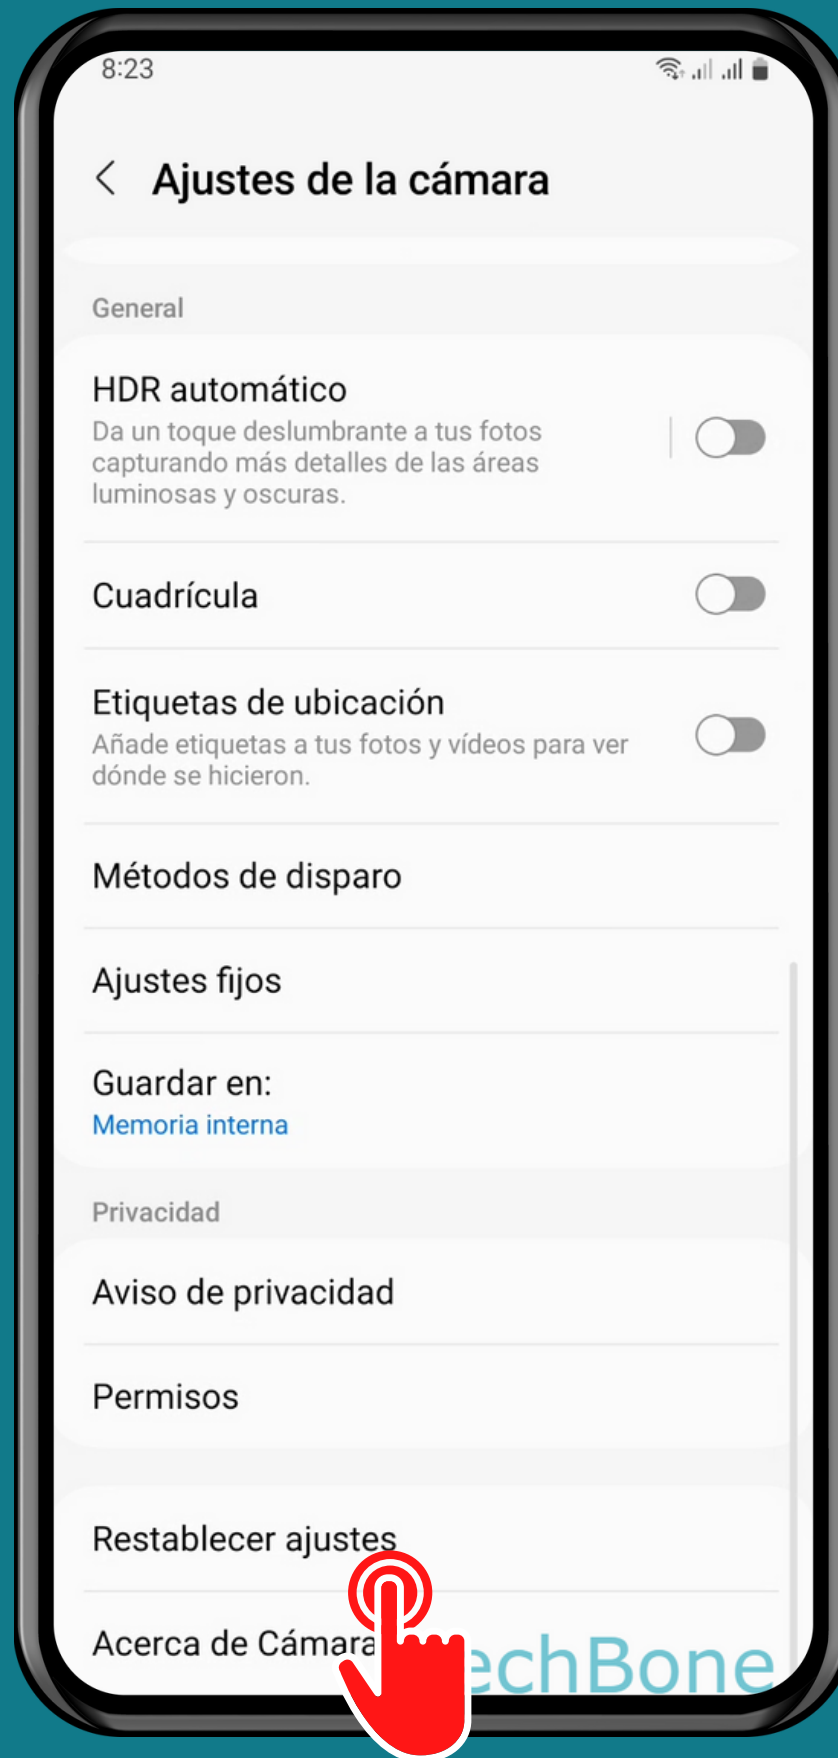 8:23
Ajustes de la cámara
General
HDR automático
Da un toque deslumbrante a tus fotos
capturando más detalles de las áreas
luminosas y oscuras.
Cuadrícula
Etiquetas de ubicación
Añade etiquetas a tus fotos y vídeos para ver
dónde se hicieron.
Métodos de disparo
Ajustes fijos
Guardar en:
Memoria interna
Privacidad
Aviso de privacidad
Permisos
Restablecer ajustes
Acerca de Cámara
echBone